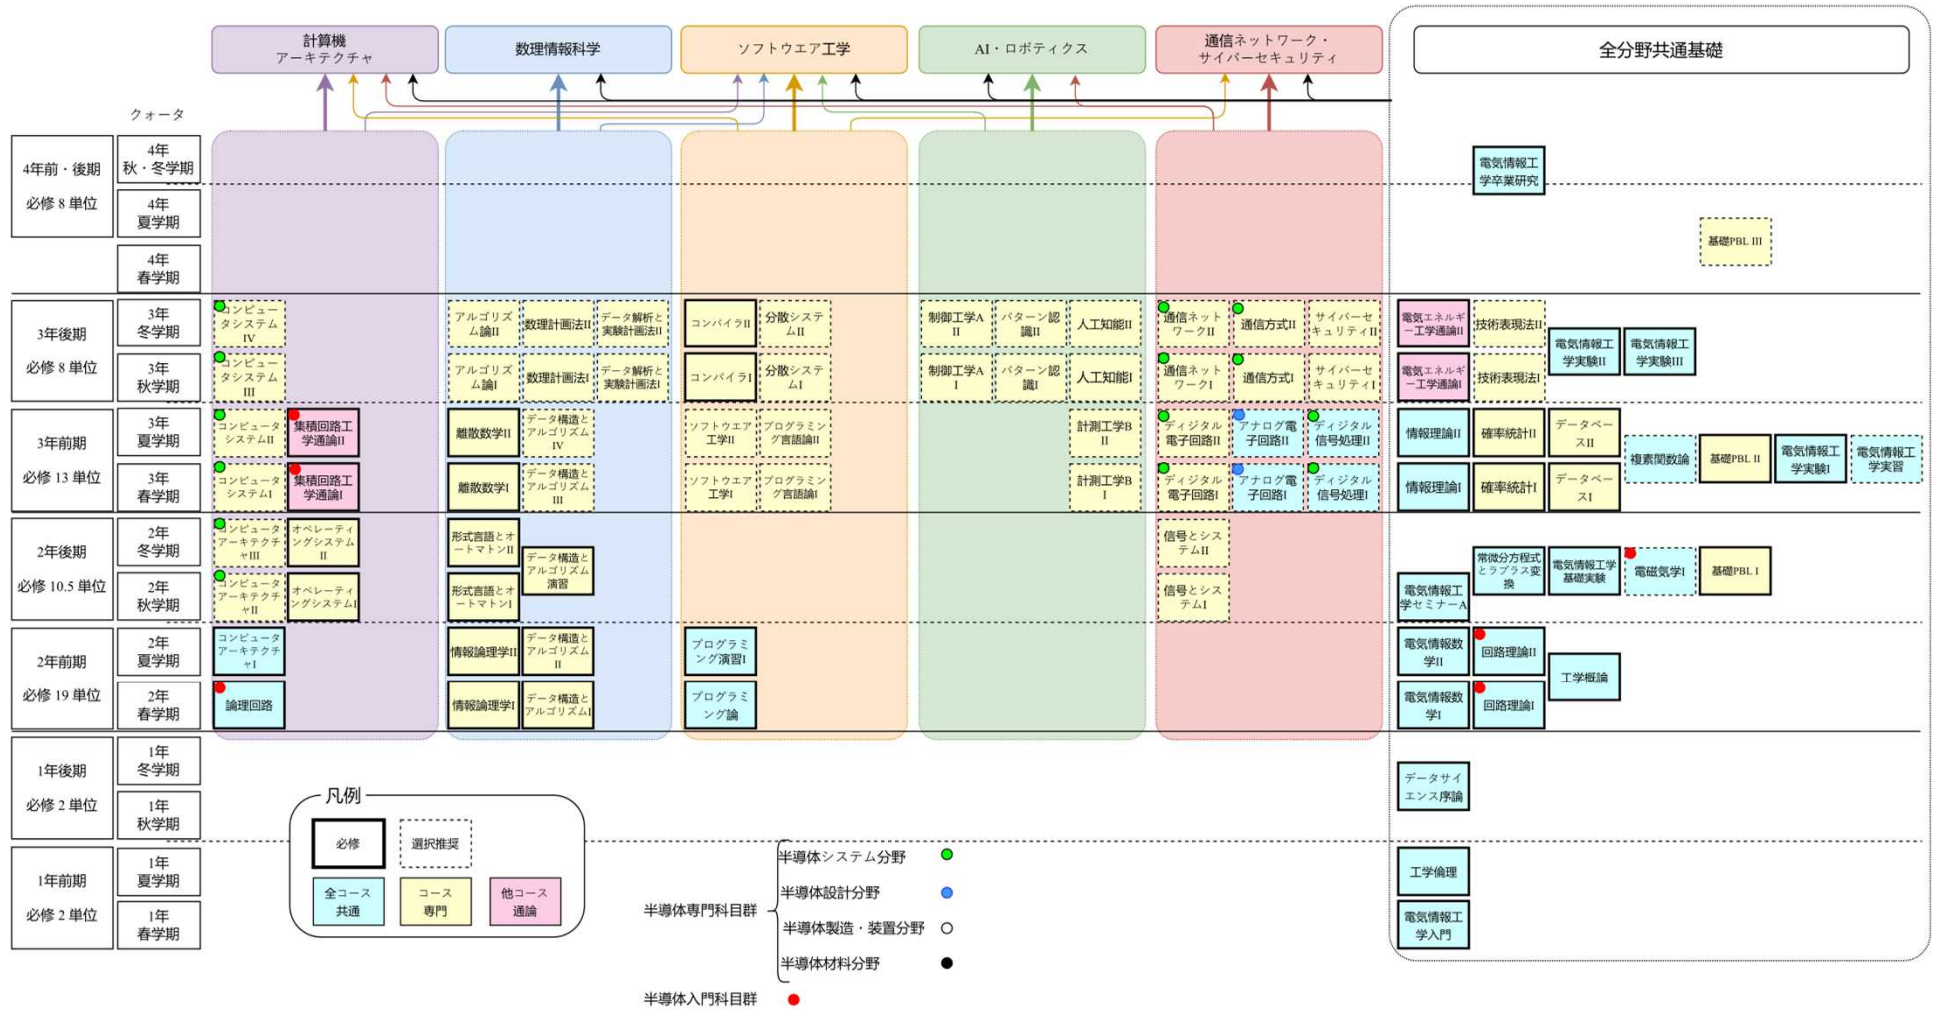 計算機
アーキテクチャ
数理情報科学
ソフトウエア工学
AI・ロボティクス
通信ネットワーク・
サイバーセキュリティ
全分野共通基礎
クォータ
4年前・後期
必修 8 単位
4年
秋・冬学期
4年
夏学期
4年
春学期
電気情報工
学卒業研究
基礎PBL III
3年後期
必修 8 単位
3年
冬学期
コンピュー
タシステム
IV
アルゴリズ
ム論II
数理計画法II
データ解析と
実験計画法II
コンパイラII
分散システ
ムII
制御工学A
II
パターン認
識II
人工知能II
通信ネット
ワークII
通信方式II
サイバーセ
キュリティII
電気エネルギ
ー工学通論II
技術表現法II
電気情報工
学実験II
電気情報工
学実験III
3年
秋学期
コンピュー
タシステム
III
アルゴリズ
ム論I
数理計画法I
データ解析と
実験計画法I
コンパイラI
分散システ
ムI
制御工学A
I
パターン認
識I
人工知能I
通信ネット
ワークI
通信方式I
サイバーセ
キュリティI
電気エネルギ
ー工学通論I
技術表現法I
3年前期
必修 13 単位
3年
夏学期
コンピュータ
システムII
集積回路工
学通論II
離散数学II
データ構造と
アルゴリズム
IV
ソフトウエア
工学II
プログラミン
グ言語論II
計測工学B
II
ディジタル
電子回路II
アナログ電
子回路II
ディジタル
信号処理II
情報理論II
確率統計II
データベー
スII
複素関数論
基礎PBL II
電気情報工
学実験I
電気情報工
学実習
3年
春学期
コンピュータ
システムI
集積回路工
学通論I
離散数学I
データ構造と
アルゴリズム
III
ソフトウエア
工学I
プログラミン
グ言語論I
計測工学B
I
ディジタル
電子回路I
アナログ電
子回路I
ディジタル
信号処理I
情報理論I
確率統計I
データベー
スI
2年後期
必修 10.5 単位
2年
冬学期
コンピュータ
アーキテクチ
ャIII
オペレーティ
ングシステム
II
形式言語とオ
ートマトンII
データ構造と
アルゴリズム
演習
信号とシス
テムII
常微分方程式
とラプラス変
換
電気情報工学
基礎実験
電磁気学I
基礎PBL I
2年
秋学期
コンピュータ
アーキテクチ
ャII
オペレーティ
ングシステムI
形式言語とオ
ートマトンI
信号とシス
テムI
電気情報工
学セミナーA
2年前期
必修 19 単位
2年
夏学期
コンピュータ
アーキテクチ
ャI
情報論理学II
データ構造と
アルゴリズム
II
プログラミ
ング演習I
電気情報数
学II
回路理論II
工学概論
2年
春学期
論理回路
情報論理学I
データ構造と
アルゴリズムI
プログラミ
ング論
電気情報数
学I
回路理論I
1年後期
必修 2 単位
1年
冬学期
1年
秋学期
データサイ
エンス序論
1年前期
必修 2 単位
1年
夏学期
1年
春学期
工学倫理
電気情報工
学入門
凡例
必修
選択推奨
全コース
共通
コース
専門
他コース
通論
半導体専門科目群
半導体システム分野
半導体設計分野
半導体製造・装置分野
半導体材料分野
半導体入門科目群